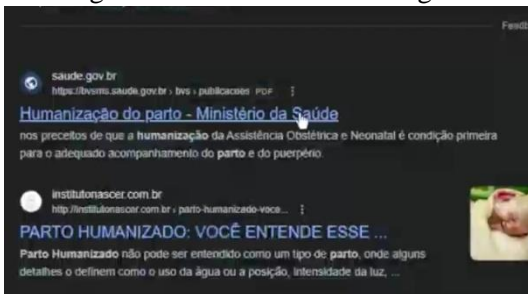 Feedb
saude.gov.br
https://bvsms.saude.gov.br › bvs › publicacoes PDF
Humanização do parto - Ministério da Saúde
nos preceitos de que a humanização da Assistência Obstétrica e Neonatal é condição primeira
para o adequado acompanhamento do parto e do puerpério.
institutonascer.com.br
http://institutonascer.com.br › parto-humanizado-voce...
PARTO HUMANIZADO: VOCÊ ENTENDE ESSE ...
Parto Humanizado não pode ser entendido como um tipo de parto, onde alguns
detalhes o definem como o uso da água ou a posição, intensidade da luz, ...